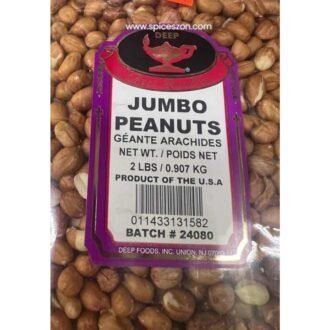 www.spiceszon.com
DEEP
JUMBO
PEANUTS
GÉANTE ARACHIDES
NET WT. / POIDS NET
2 LBS / 0.907 KG
PRODUCT OF THE U.S.A
011433131582
BATCH # 24080
DEEP FOODS, INC. UNION, NJ